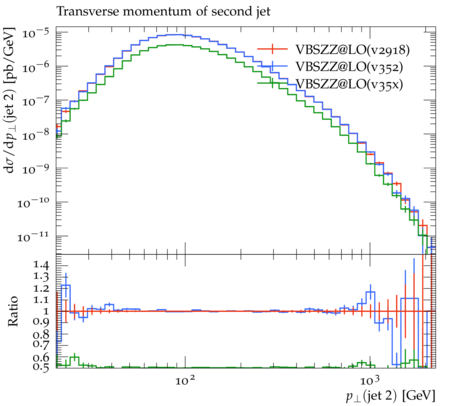 Transverse momentum of second jet
dσ/dp⊥(jet 2) [pb/GeV]
10⁻⁵
10⁻⁶
10⁻⁷
10⁻⁸
10⁻⁹
10⁻¹⁰
10⁻¹¹
VBSZZ@LO(v2918)
VBSZZ@LO(v352)
VBSZZ@LO(v35x)
Ratio
1.4
1.3
1.2
1.1
1
0.9
0.8
0.7
0.6
0.5
10² 10³
p⊥(jet 2) [GeV]